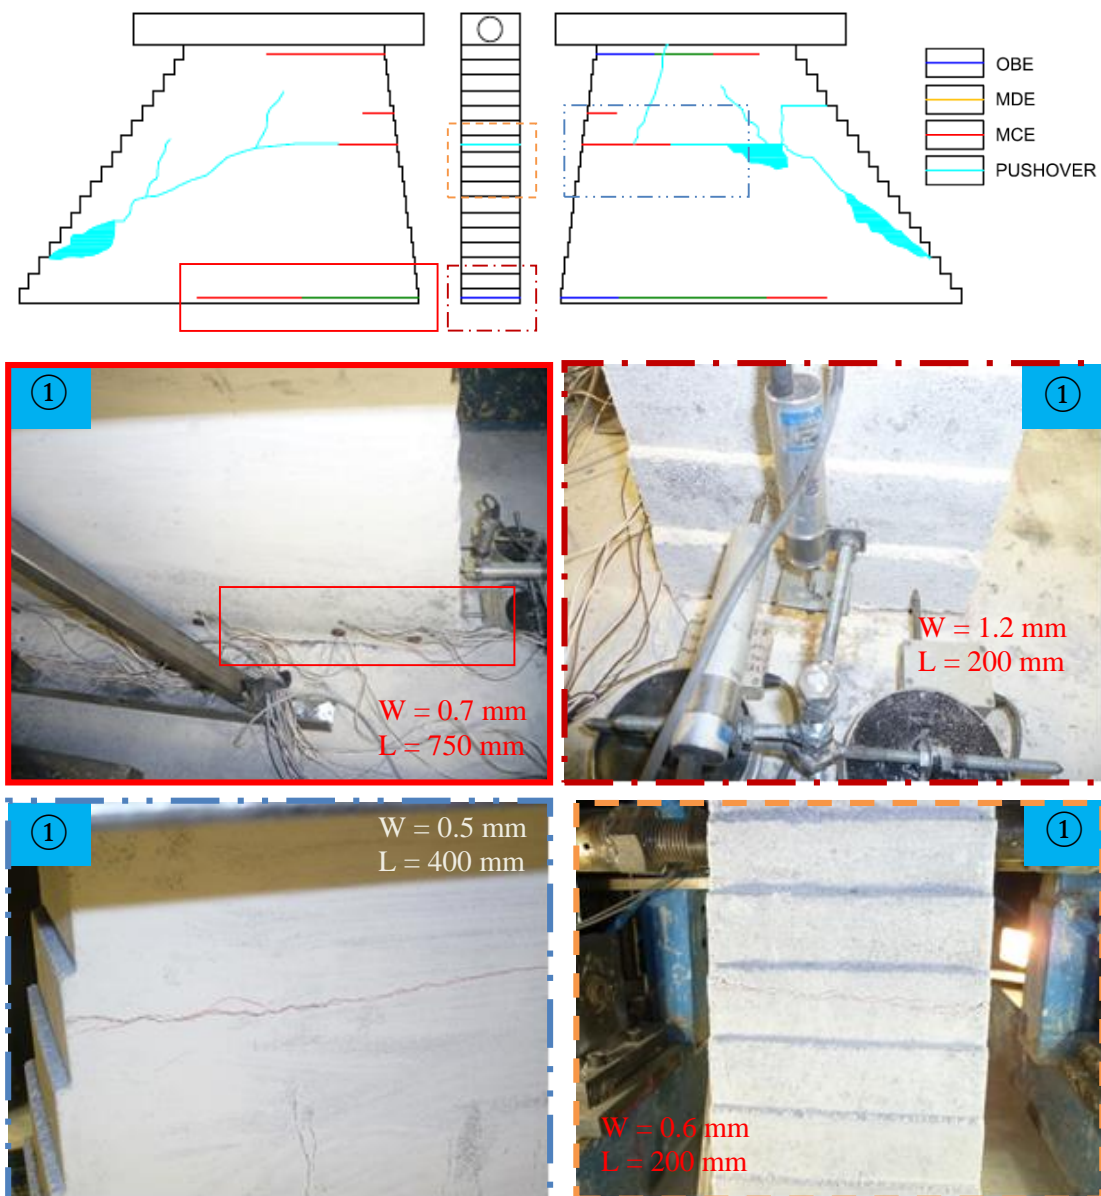 OBE
MDE
MCE
PUSHOVER
①
W = 0.7 mm
L = 750 mm
①
W = 1.2 mm
L = 200 mm
①
W = 0.5 mm
L = 400 mm
①
W = 0.6 mm
L = 200 mm